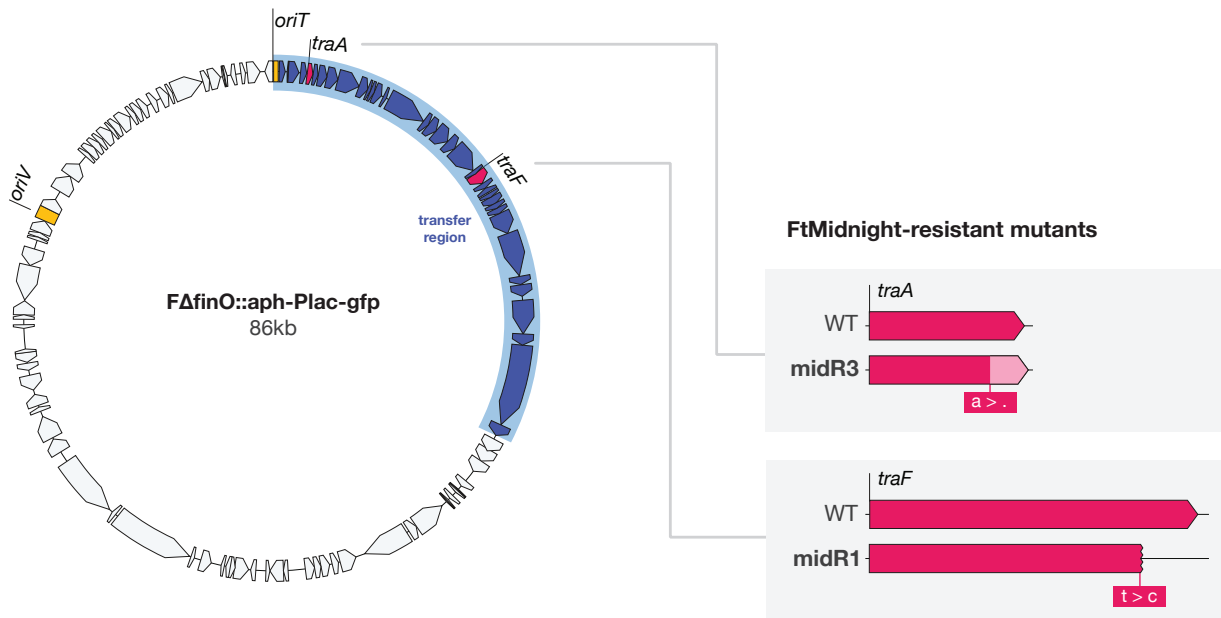 oriT
traA
oriV
traF
transfer
region
FΔfinO::aph-Plac-gfp
86kb
FtMidnight-resistant mutants
traA
WT
midR3
a > .
traF
WT
midR1
t > c